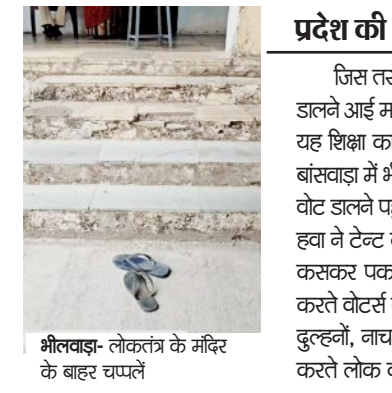 प्रदेश की
जिस तर
डालने आई म
यह शिक्षा का
बांसवाड़ा में भ
वोट डालने पह
हवा ने टेन्ट
कसकर पक
करते वोटर्स
दुल्हनों, नाच
करते लोक
भीलवाड़ा- लोकतंत्र के मंदिर
के बाहर चप्पलें